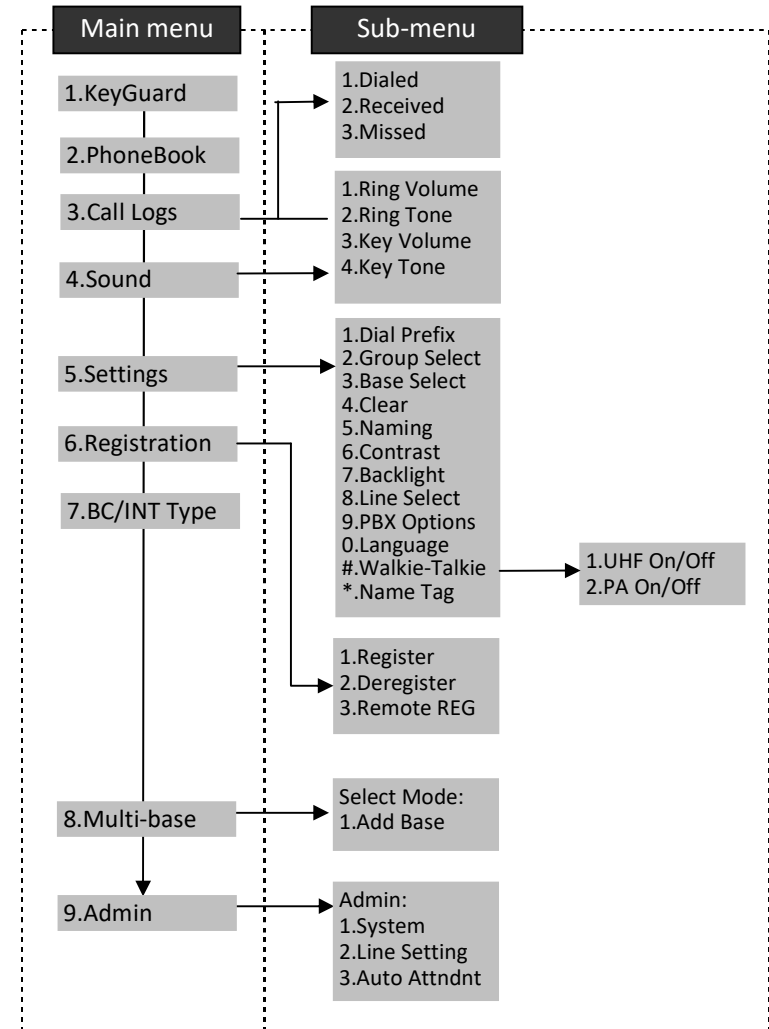 Main menu
Sub-menu
1.KeyGuard
2.PhoneBook
3.Call Logs
4.Sound
5.Settings
6.Registration
7.BC/INT Type
8.Multi-base
9.Admin
1.Dialed
2.Received
3.Missed
1.Ring Volume
2.Ring Tone
3.Key Volume
4.Key Tone
1.Dial Prefix
2.Group Select
3.Base Select
4.Clear
5.Naming
6.Contrast
7.Backlight
8.Line Select
9.PBX Options
0.Language
#.Walkie-Talkie
*.Name Tag
1.UHF On/Off
2.PA On/Off
1.Register
2.Deregister
3.Remote REG
Select Mode:
1.Add Base
Admin:
1.System
2.Line Setting
3.Auto Attndnt